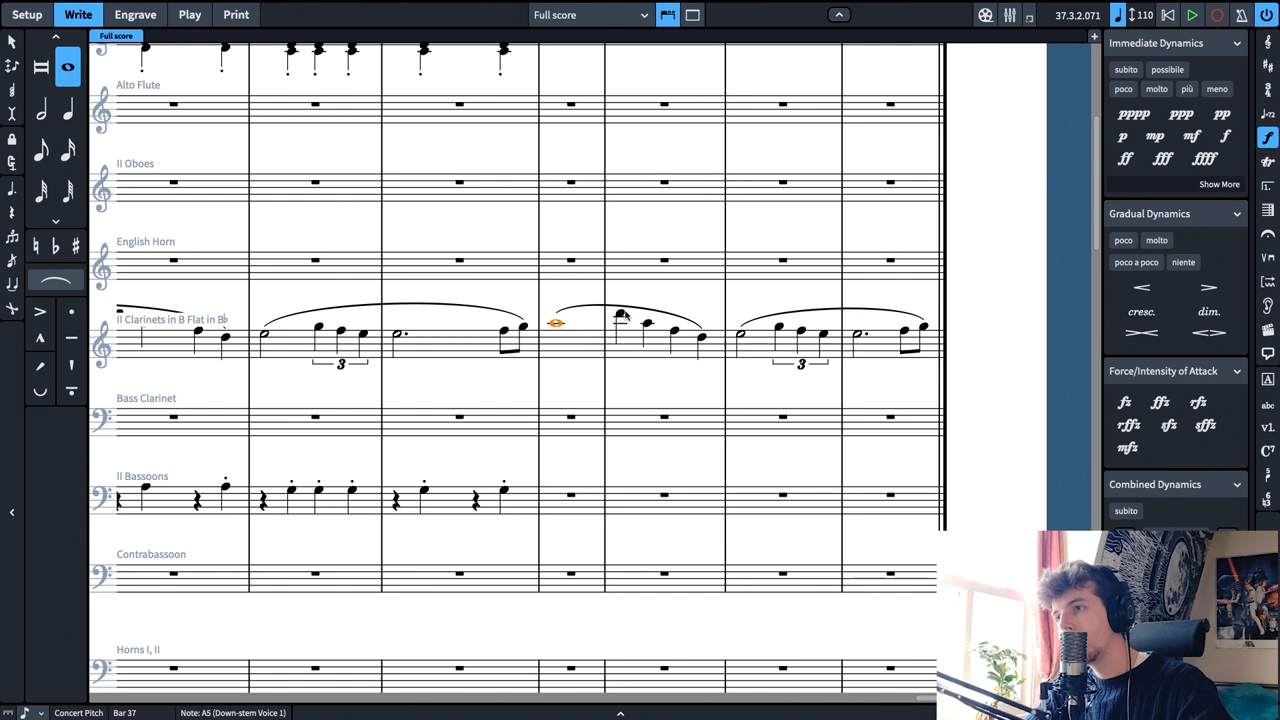 Setup Write Engrave Play Print Full score 37.3.2.071 110
Full score
Immediate Dynamics
subito possibile
poco molto più meno
pppp ppp pp
p mp mf f
ff fff ffff
Show More
Gradual Dynamics
poco molto
poco a poco niente
cresc. dim.
Force/Intensity of Attack
fz ffz rfz
rffz sfz sffz
mfz
Combined Dynamics
subito
Alto Flute
II Oboes
English Horn
II Clarinets in B Flat in B♭
3 3
Bass Clarinet
II Bassoons
Contrabassoon
Horns I, II
abc
v1.
C7
Concert Pitch Bar 37 Note: A5 (Down-stem Voice 1)